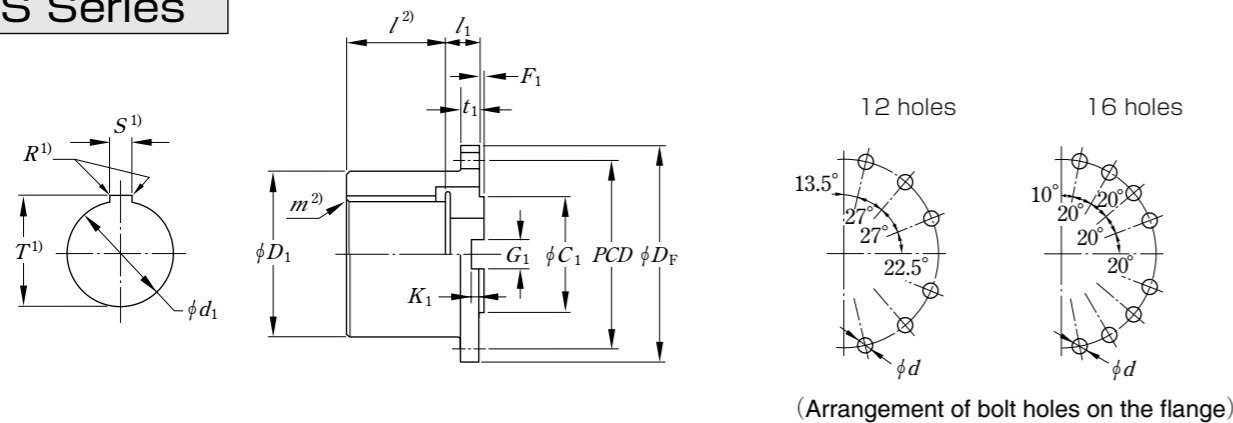 S Series
l 2)
l1
F1
t1
12 holes
16 holes
S 1)
R 1)
m 2)
T 1)
φD1
G1
φC1
PCD
φDF
K1
φd1
13.5°
27°
27°
22.5°
φd
10°
20°
20°
20°
20°
φd
(Arrangement of bolt holes on the flange)